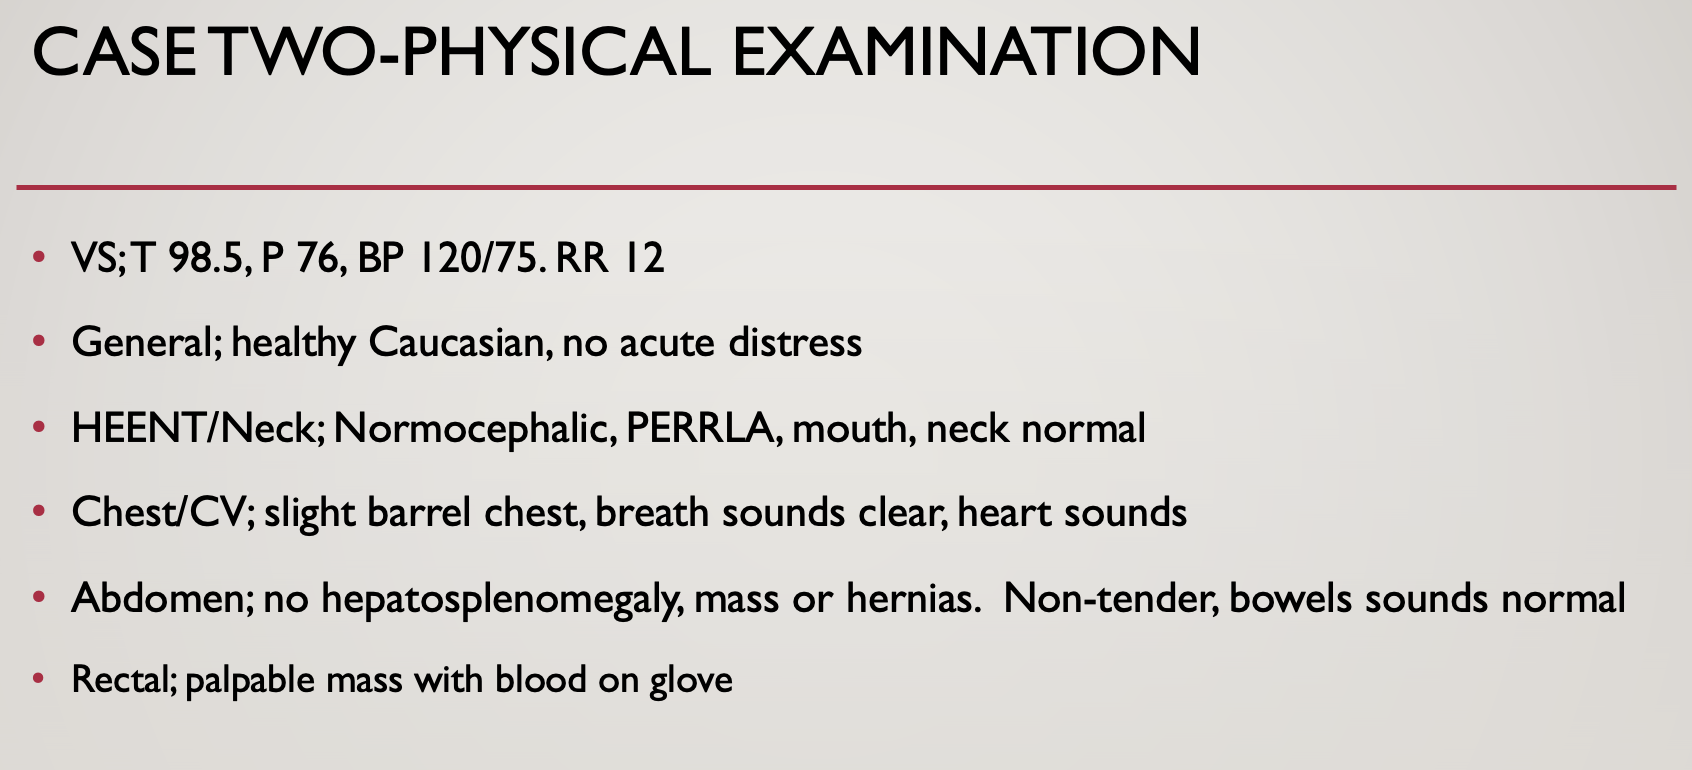 CASE TWO-PHYSICAL EXAMINATION
• VS; T 98.5, P 76, BP 120/75. RR 12
• General; healthy Caucasian, no acute distress
• HEENT/Neck; Normocephalic, PERRLA, mouth, neck normal
• Chest/CV; slight barrel chest, breath sounds clear, heart sounds
• Abdomen; no hepatosplenomegaly, mass or hernias.  Non-tender, bowels sounds normal
• Rectal; palpable mass with blood on glove